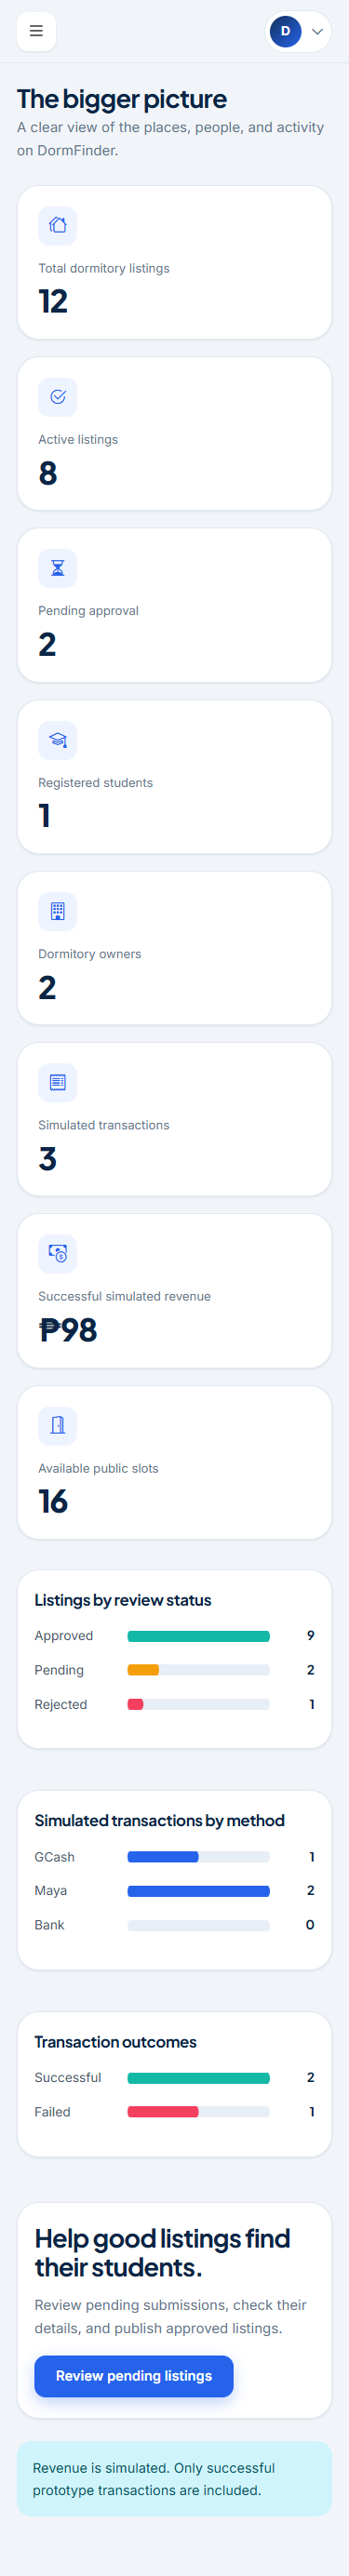 D
The bigger picture
A clear view of the places, people, and activity
on DormFinder.
Total dormitory listings
12
Active listings
8
Pending approval
2
Registered students
1
Dormitory owners
2
Simulated transactions
3
Successful simulated revenue
₱98
Available public slots
16
Listings by review status
Approved 9
Pending 2
Rejected 1
Simulated transactions by method
GCash 1
Maya 2
Bank 0
Transaction outcomes
Successful 2
Failed 1
Help good listings find
their students.
Review pending submissions, check their
details, and publish approved listings.
Review pending listings
Revenue is simulated. Only successful
prototype transactions are included.